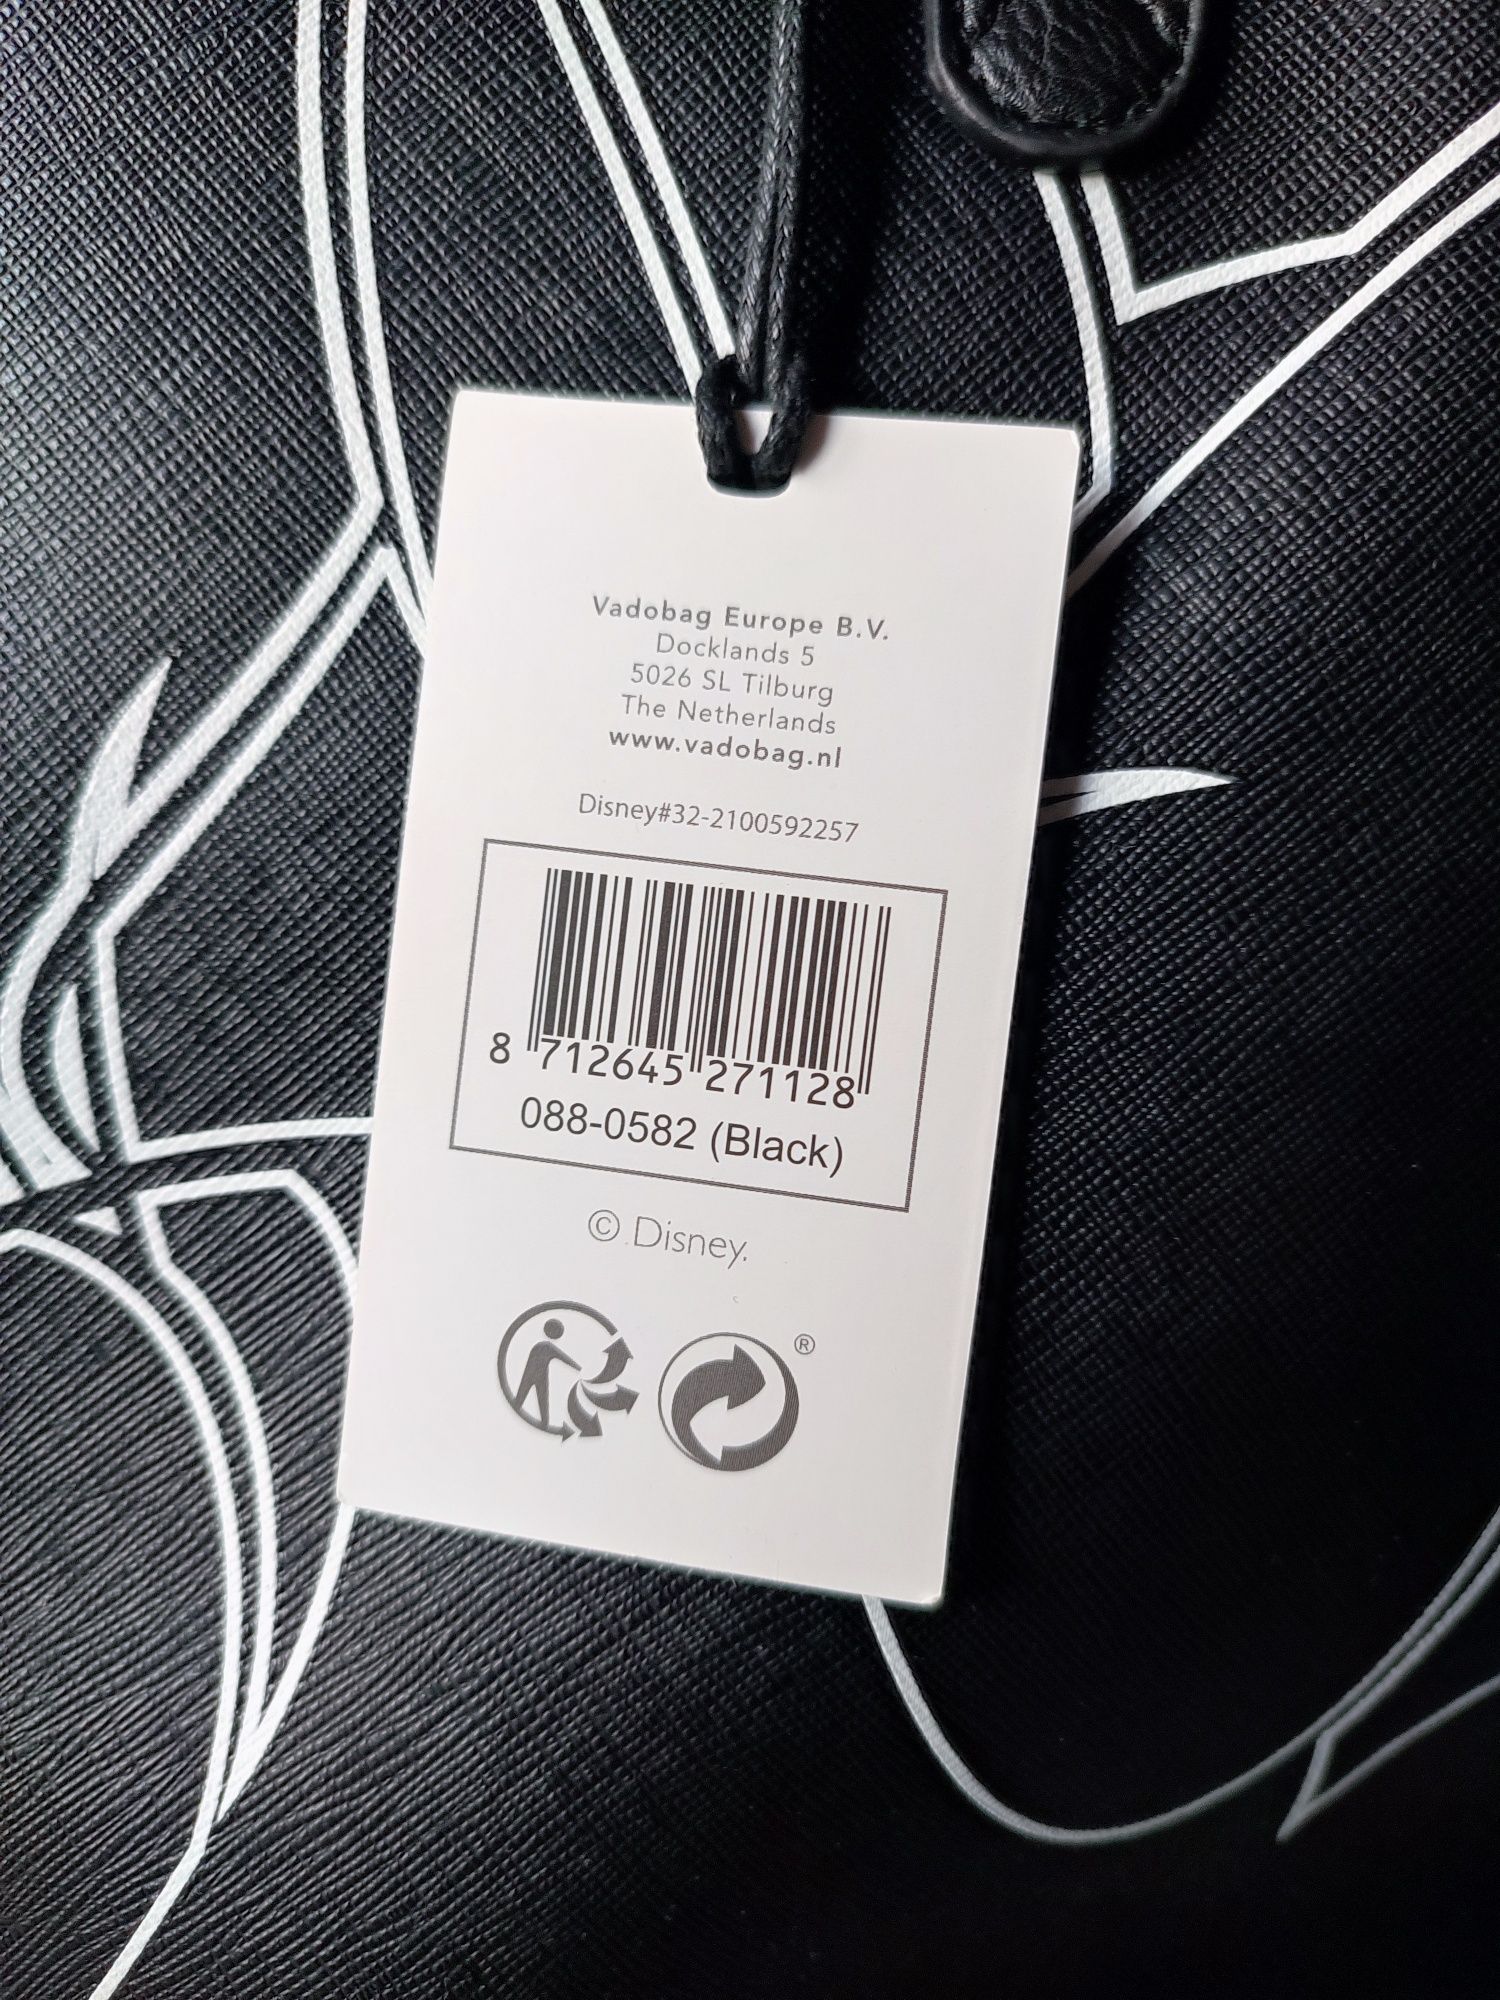 Vadobag Europe B.V.
Docklands 5
5026 SL Tilburg
The Netherlands
www.vadobag.nl
Disney#32-2100592257
8 712645 271128
088-0582 (Black)
© Disney.
®